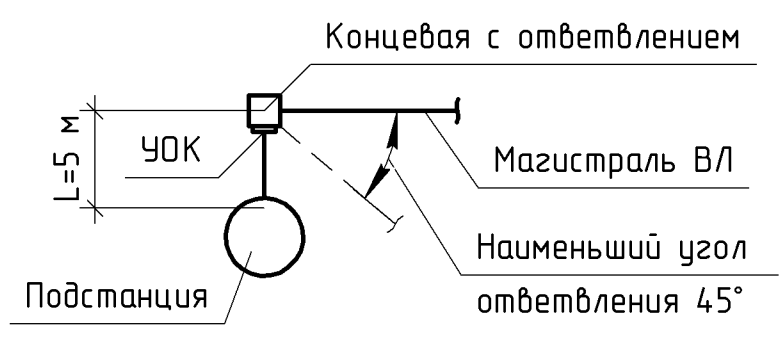 Концевая с ответвлением
L=5 м
УОК
Магистраль ВЛ
Наименьший угол
ответвления 45°
Подстанция